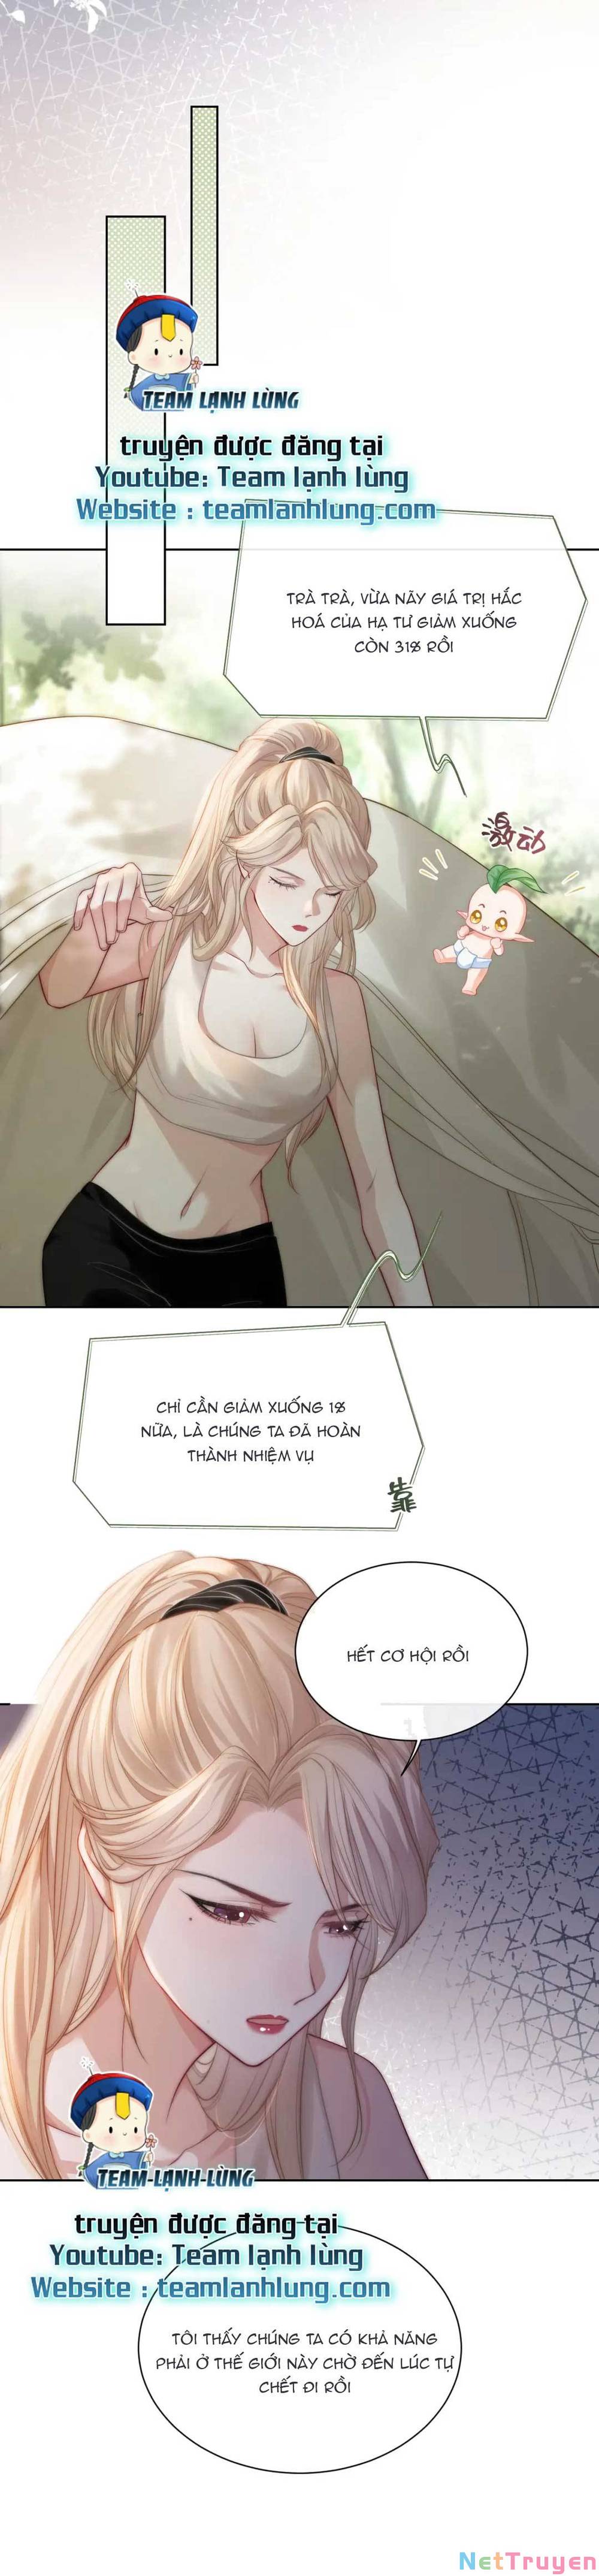 TEAM LẠNH LÙNG
truyện được đăng tại
Youtube: Team lạnh lùng
Website : teamlanhlung.com
TRÀ TRÀ, VỪA NÃY GIÁ TRỊ HẮC
HOÁ CỦA HẠ TƯ GIẢM XUỐNG
CÒN 31% RỒI
激动
CHỈ CẦN GIẢM XUỐNG 1%
NỮA, LÀ CHÚNG TA ĐÃ HOÀN
THÀNH NHIỆM VỤ
靠
HẾT CƠ HỘI RỒI
TEAM-LẠNH-LÙNG
truyện được đăng tại
Youtube: Team lạnh lùng
Website : teamlanhlung.com
TÔI THẤY CHÚNG TA CÓ KHẢ NĂNG
PHẢI Ở THẾ GIỚI NÀY CHỜ ĐẾN LÚC TỰ
CHẾT ĐI RỒI
NetTruyen